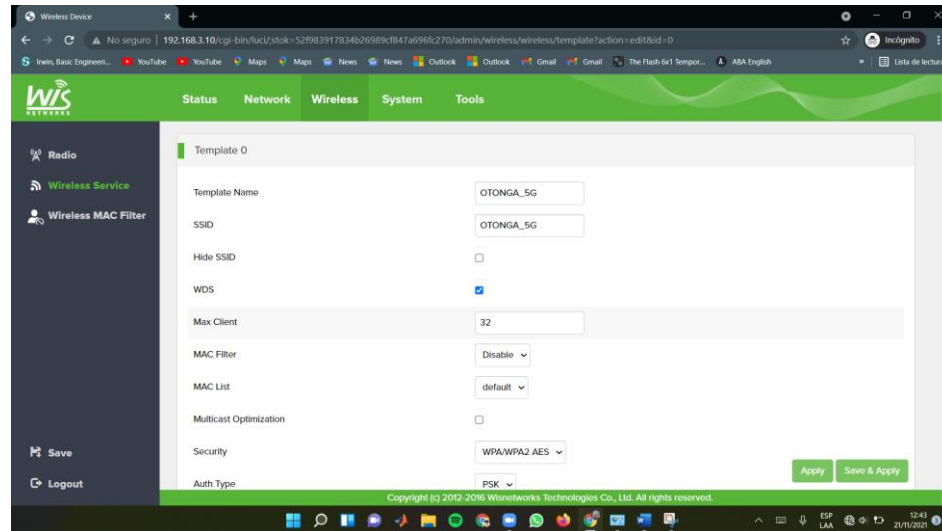 Wireless Device
No seguro | 192.168.3.10/cgi-bin/luci/;stok=52f983917834b26989cf847a696fc270/admin/wireless/wireless/template?action=edit&id=0
Incógnito
Irwin, Basic Engineeri... YouTube YouTube Maps Maps News News Outlook Outlook Gmail Gmail The Flash 6x1 Tempor... ABA English » Lista de lectura
WIS
NETWORKS
Status Network Wireless System Tools
Radio
Wireless Service
Wireless MAC Filter
Save
Logout
Template 0
Template Name OTONGA_5G
SSID OTONGA_5G
Hide SSID
WDS
Max Client 32
MAC Filter Disable
MAC List default
Multicast Optimization
Security WPA/WPA2 AES
Auth Type PSK
Apply Save & Apply
Copyright (c) 2012-2016 Wisnetworks Technologies Co., Ltd. All rights reserved.
ESP
LAA
12:43
21/11/2021